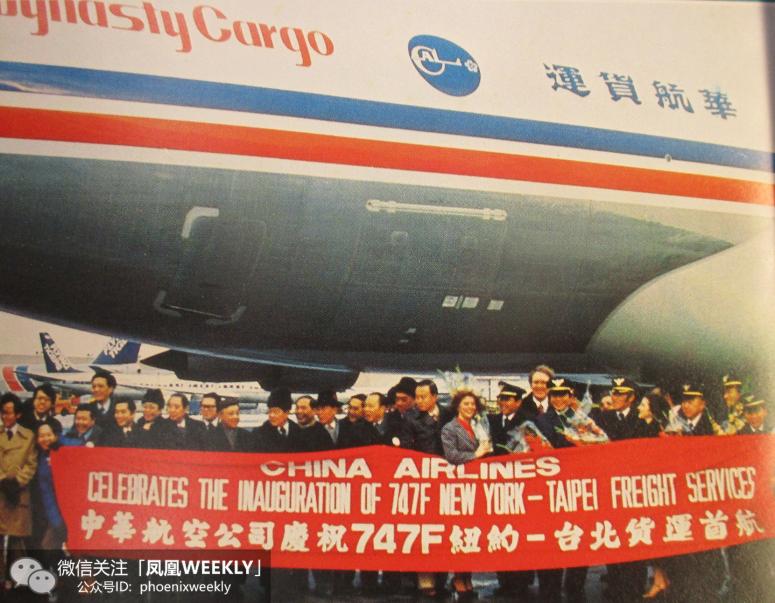 Dynasty Cargo
CAL
運貨航華
CHINA AIRLINES
CELEBRATES THE INAUGURATION OF 747F NEW YORK – TAIPEI FREIGHT SERVICES
中華航空公司慶祝747F紐約－台北貨運首航
微信关注「凤凰WEEKLY」
公众号ID: phoenixweekly